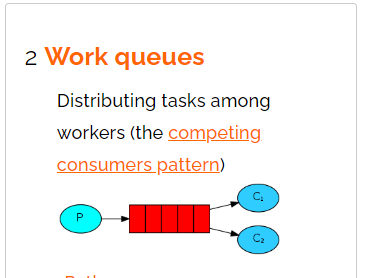 2 Work queues
Distributing tasks among
workers (the competing
consumers pattern)
P
C₁
C₂